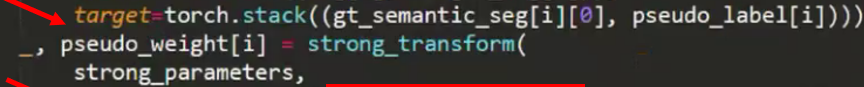 target=torch.stack((gt_semantic_seg[i][0], pseudo_label[i])))
_, pseudo_weight[i] = strong_transform(
strong_parameters,